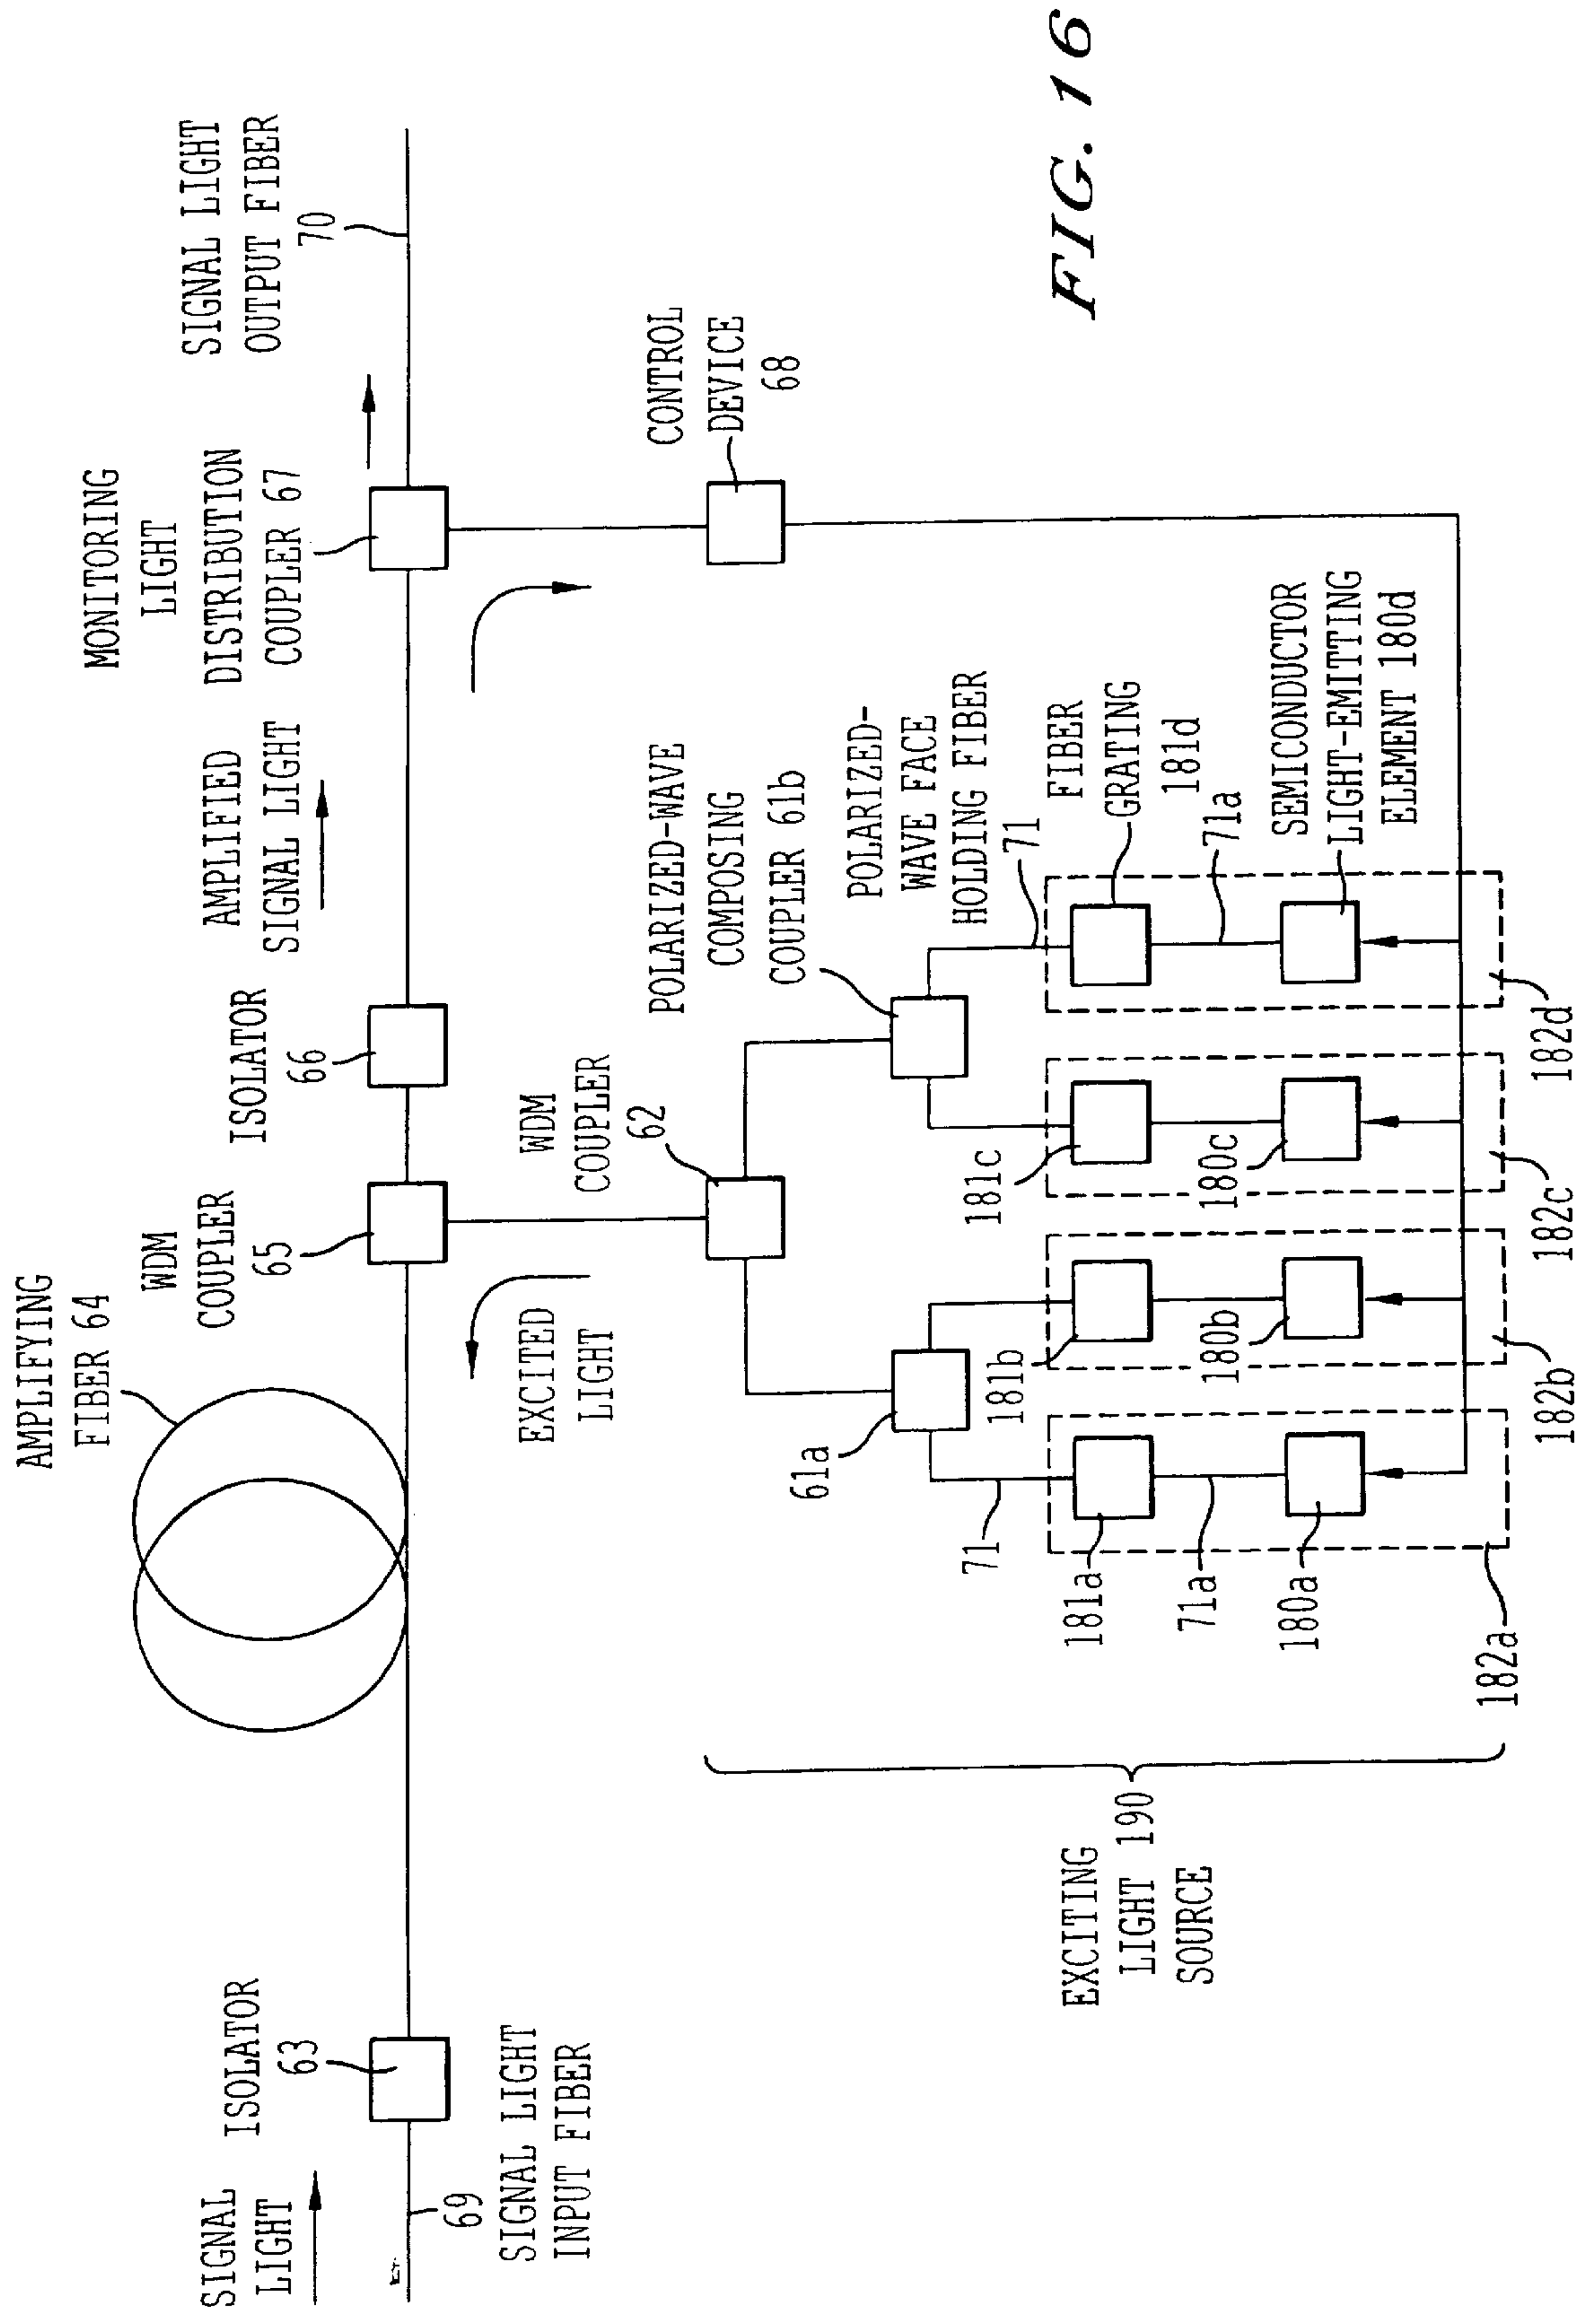 SIGNAL
LIGHT
ISOLATOR
63
69
SIGNAL LIGHT
INPUT FIBER
AMPLIFYING
FIBER 64
WDM
COUPLER
65
ISOLATOR
66
AMPLIFIED
SIGNAL LIGHT
MONITORING
LIGHT
DISTRIBUTION
COUPLER 67
SIGNAL LIGHT
OUTPUT FIBER
70
EXCITED
LIGHT
WDM
COUPLER
62
POLARIZED-WAVE
COMPOSING
COUPLER 61b
CONTROL
DEVICE
68
61a
POLARIZED-
WAVE FACE
HOLDING FIBER
71
71
EXCITING
LIGHT 190
SOURCE
181a
181b
181c
FIBER
GRATING
181d
71a
71a
180a
180b
180c
SEMICONDUCTOR
LIGHT-EMITTING
ELEMENT 180d
182a
182b
182c
182d
FIG. 16